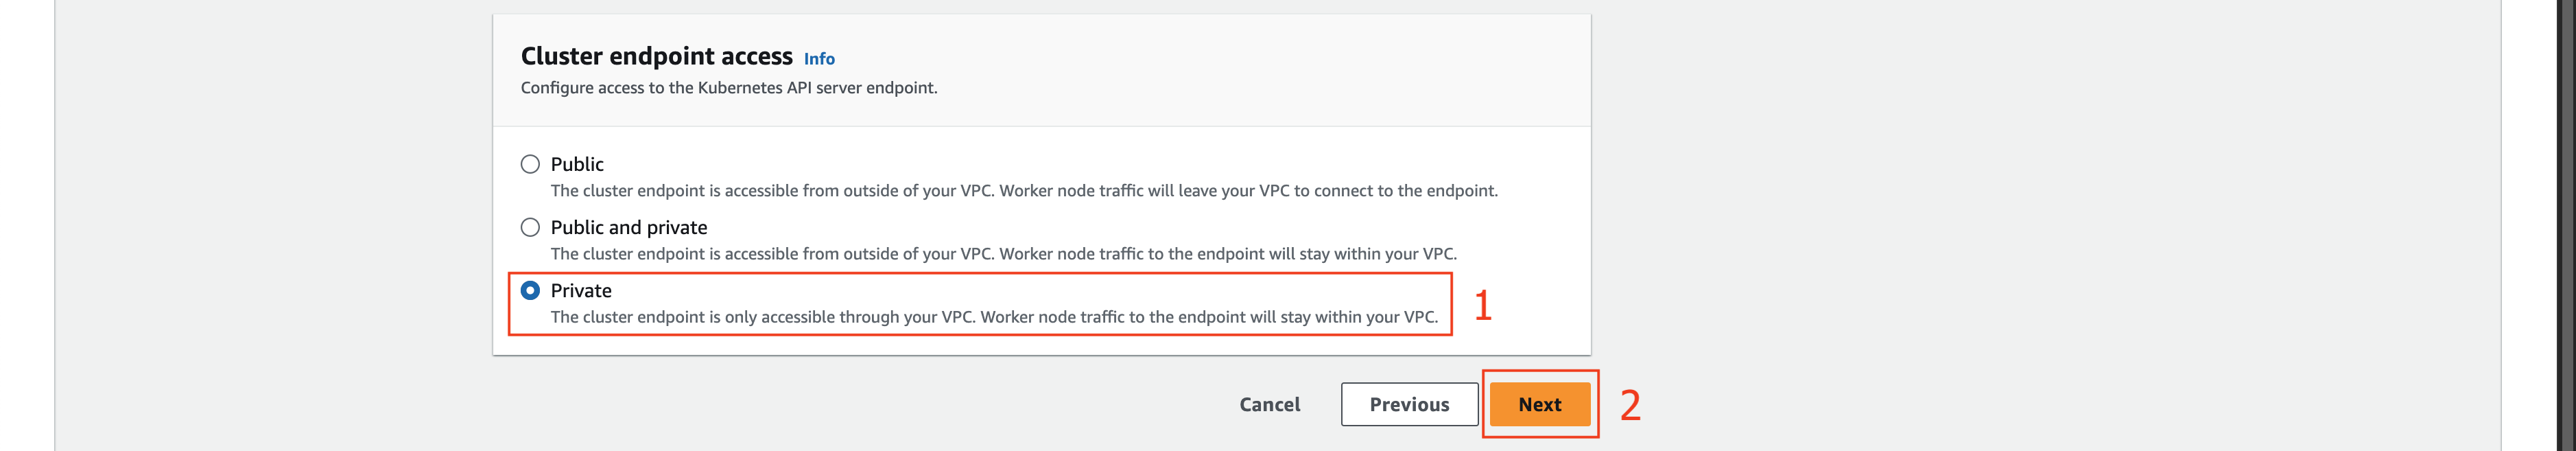 Cluster endpoint access Info
Configure access to the Kubernetes API server endpoint.
Public
The cluster endpoint is accessible from outside of your VPC. Worker node traffic will leave your VPC to connect to the endpoint.
Public and private
The cluster endpoint is accessible from outside of your VPC. Worker node traffic to the endpoint will stay within your VPC.
Private
The cluster endpoint is only accessible through your VPC. Worker node traffic to the endpoint will stay within your VPC.
1
Cancel Previous Next 2